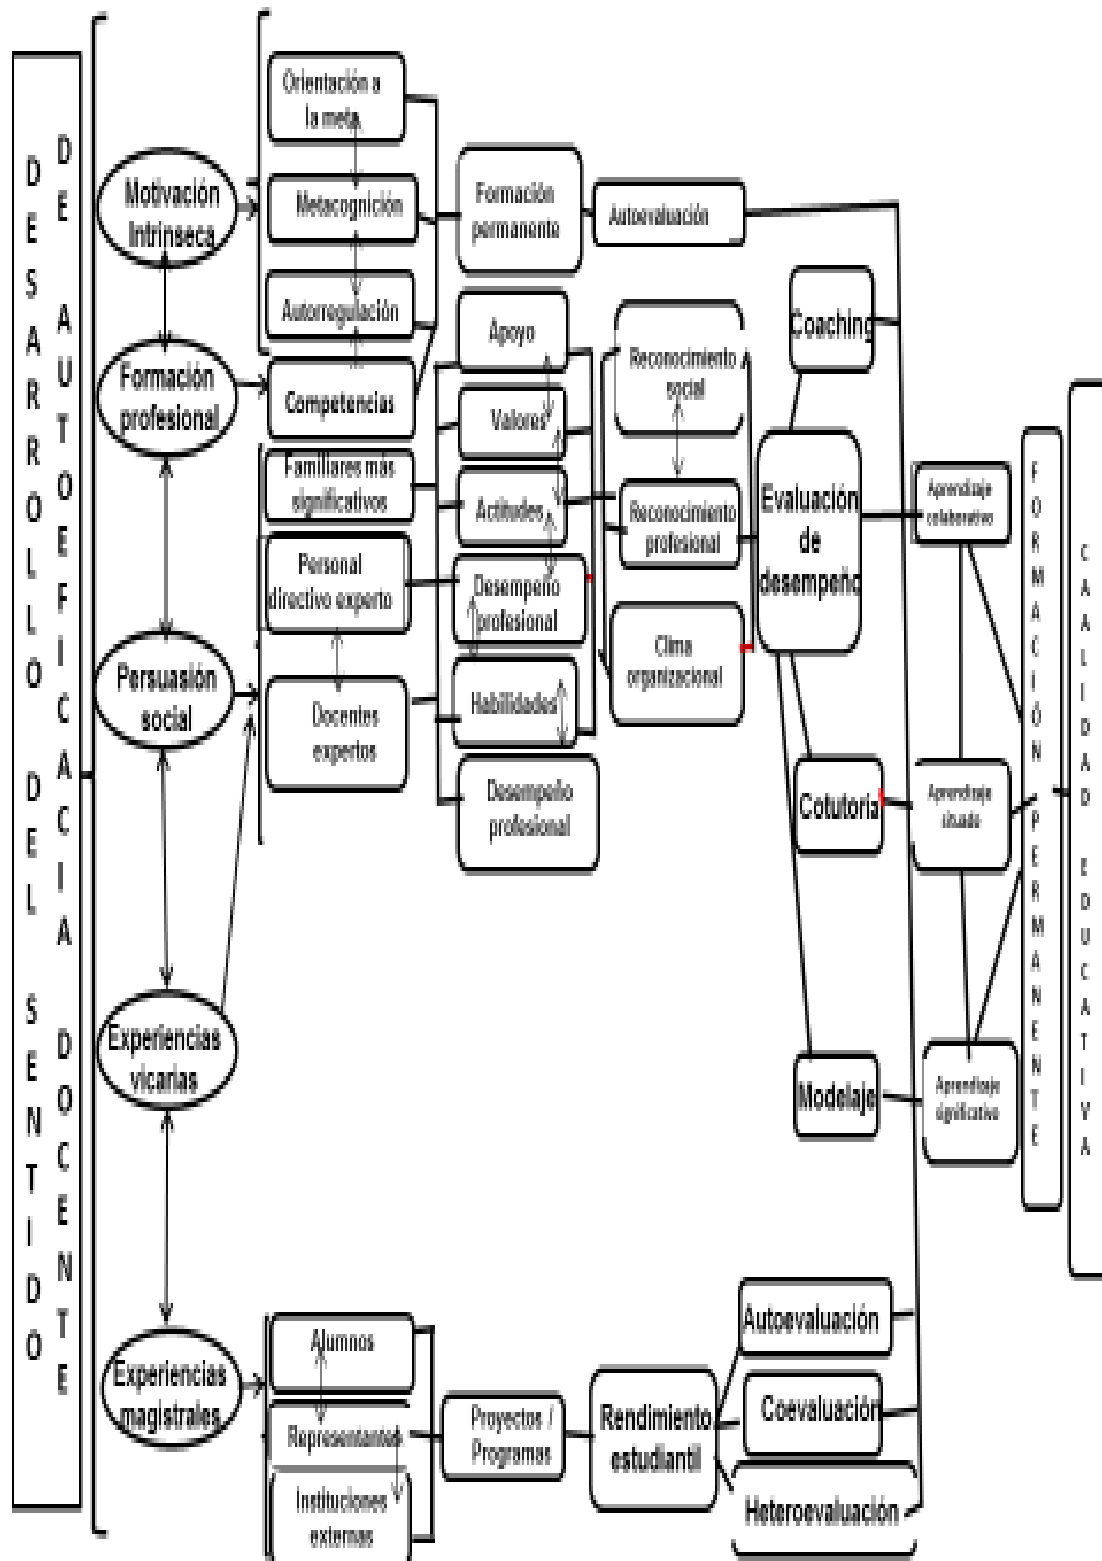 DESARROLLO DEL SENTIDO
DE AUTOEFICACIA DOCENTE
Motivación
Intrínseca
Formación
profesional
Persuasión
social
Experiencias
vicarias
Experiencias
magistrales
Orientación a
la meta
Metacognición
Autorregulación
Competencias
Familiares más
significativos
Personal
directivo experto
Docentes
expertos
Alumnos
Representantes
Instituciones
externas
Formación
permanente
Apoyo
Valores
Actitudes
Desempeño
profesional
Habilidades
Desempeño
profesional
Proyectos /
Programas
Autoevaluación
Reconocimiento
social
Reconocimiento
profesional
Clima
organizacional
Rendimiento
estudiantil
Coaching
Evaluación
de
desempeño
Cotutoría
Modelaje
Autoevaluación
Coevaluación
Heteroevaluación
Aprendizaje
colaborativo
Aprendizaje
situado
Aprendizaje
significativo
FORMACIÓN PERMANENTE
CAALIDAD EDUCATIVA